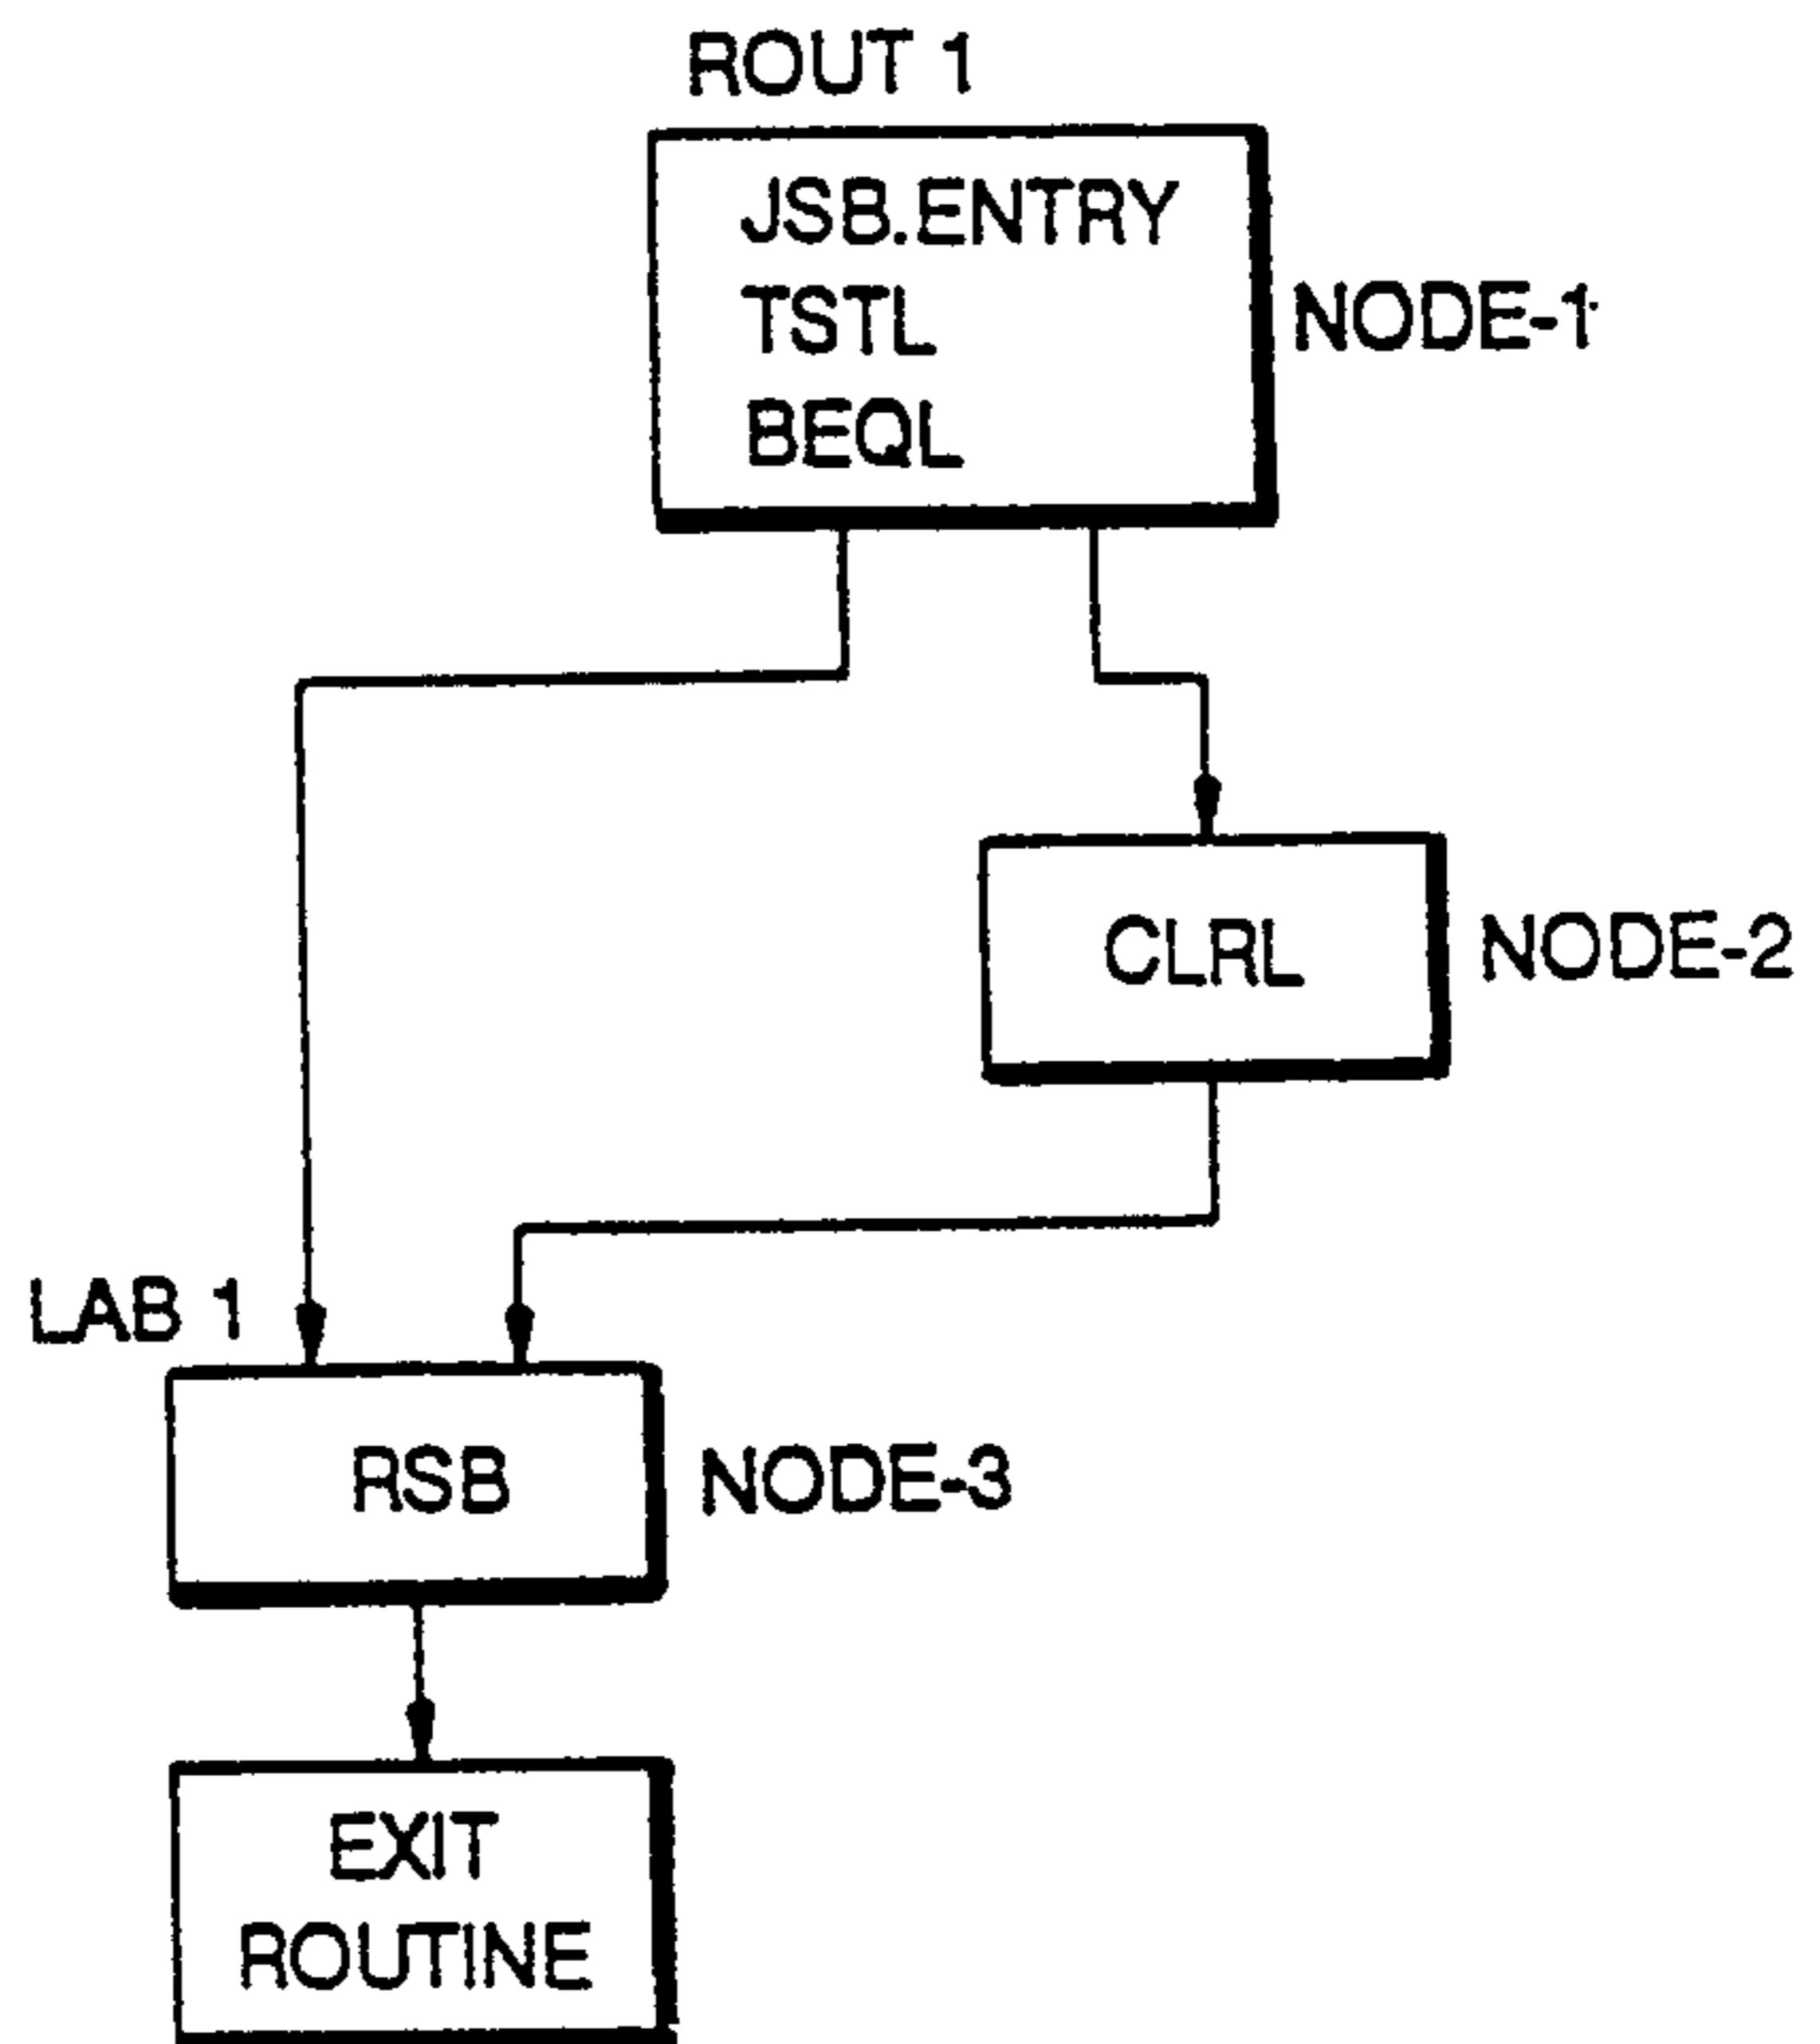 ROUT 1
JSB.ENTRY
TSTL
BEQL
NODE-1
CLRL
NODE-2
LAB 1
RSB
NODE-3
EXIT
ROUTINE